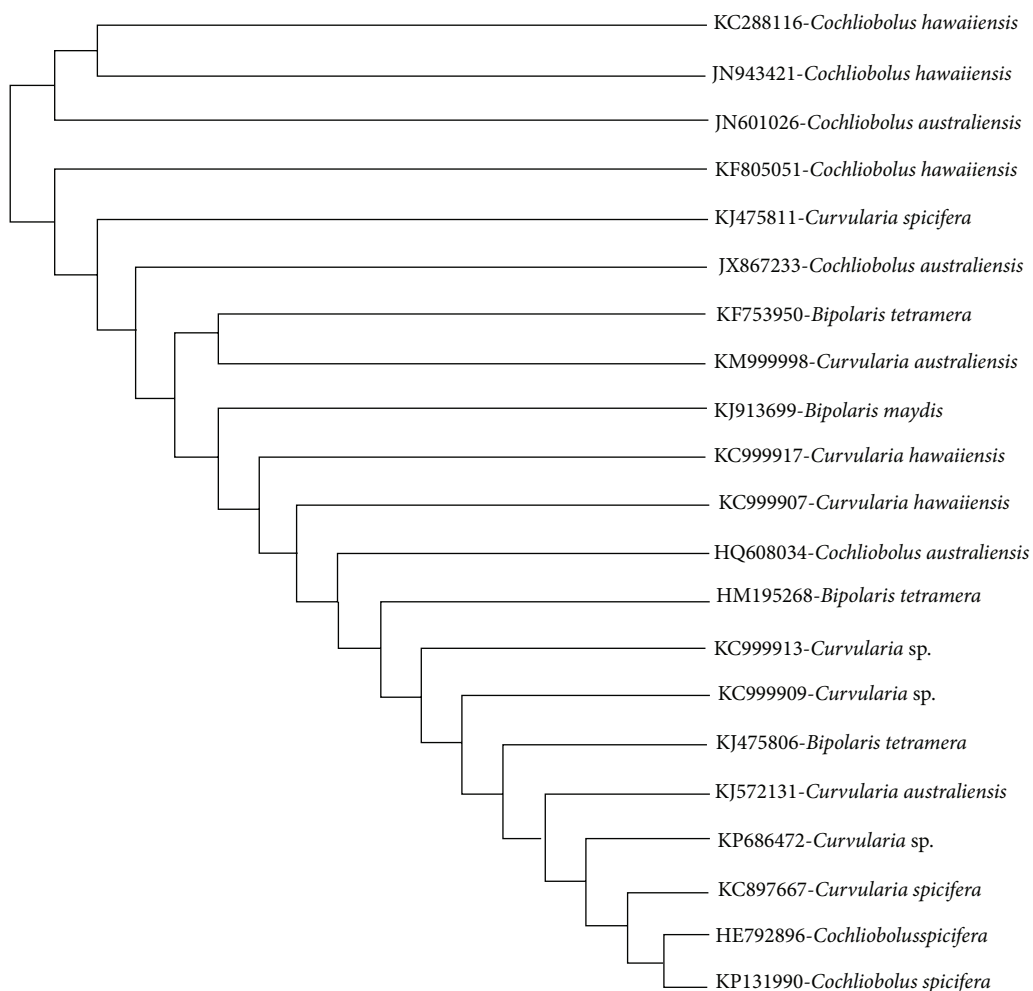 KC288116-Cochliobolus hawaiiensis
JN943421-Cochliobolus hawaiiensis
JN601026-Cochliobolus australiensis
KF805051-Cochliobolus hawaiiensis
KJ475811-Curvularia spicifera
JX867233-Cochliobolus australiensis
KF753950-Bipolaris tetramera
KM999998-Curvularia australiensis
KJ913699-Bipolaris maydis
KC999917-Curvularia hawaiiensis
KC999907-Curvularia hawaiiensis
HQ608034-Cochliobolus australiensis
HM195268-Bipolaris tetramera
KC999913-Curvularia sp.
KC999909-Curvularia sp.
KJ475806-Bipolaris tetramera
KJ572131-Curvularia australiensis
KP686472-Curvularia sp.
KC897667-Curvularia spicifera
HE792896-Cochliobolusspicifera
KP131990-Cochliobolus spicifera